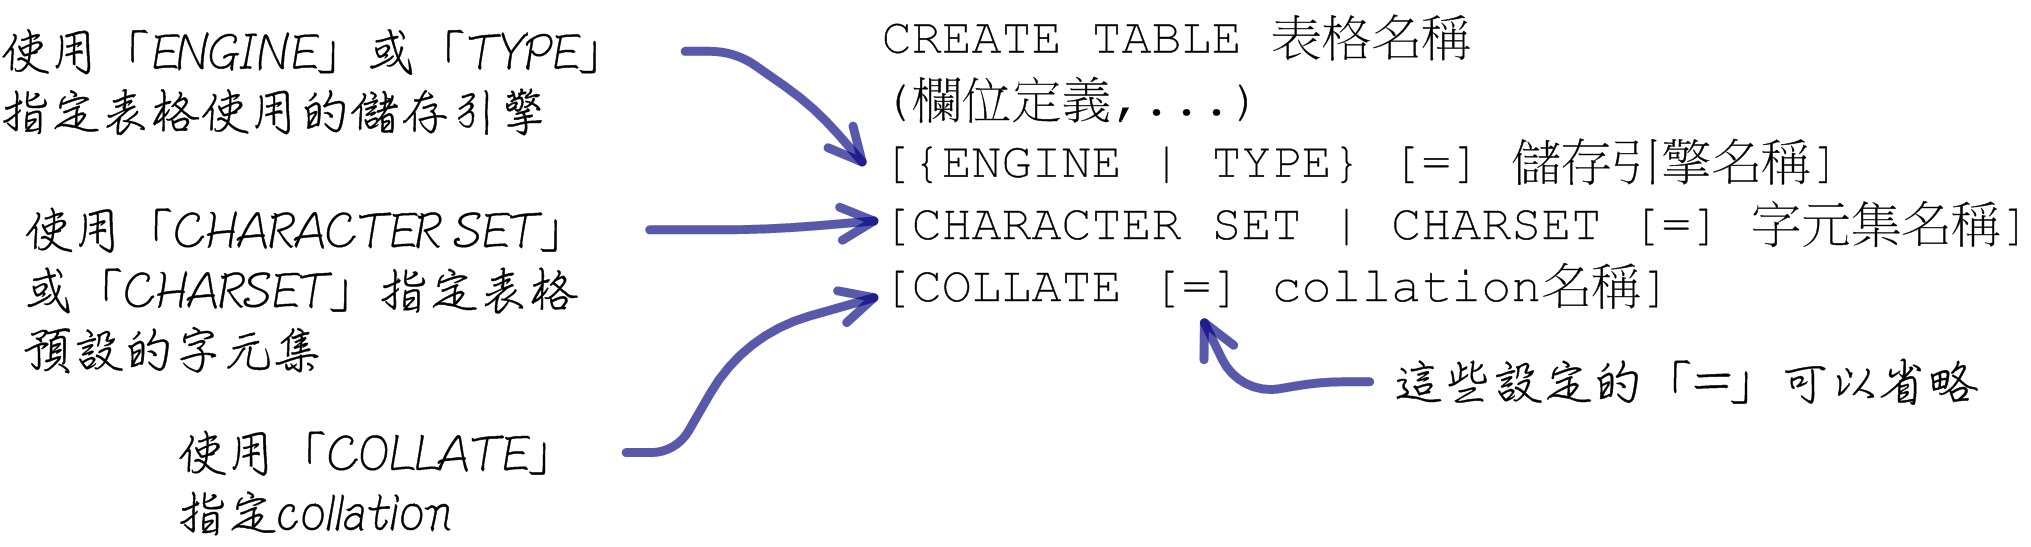 使用「ENGINE」或「TYPE」
指定表格使用的儲存引擎
使用「CHARACTER SET」
或「CHARSET」指定表格
預設的字元集
使用「COLLATE」
指定collation
CREATE TABLE 表格名稱
(欄位定義,...)
[{ENGINE | TYPE} [=] 儲存引擎名稱]
[CHARACTER SET | CHARSET [=] 字元集名稱]
[COLLATE [=] collation名稱]
這些設定的「=」可以省略